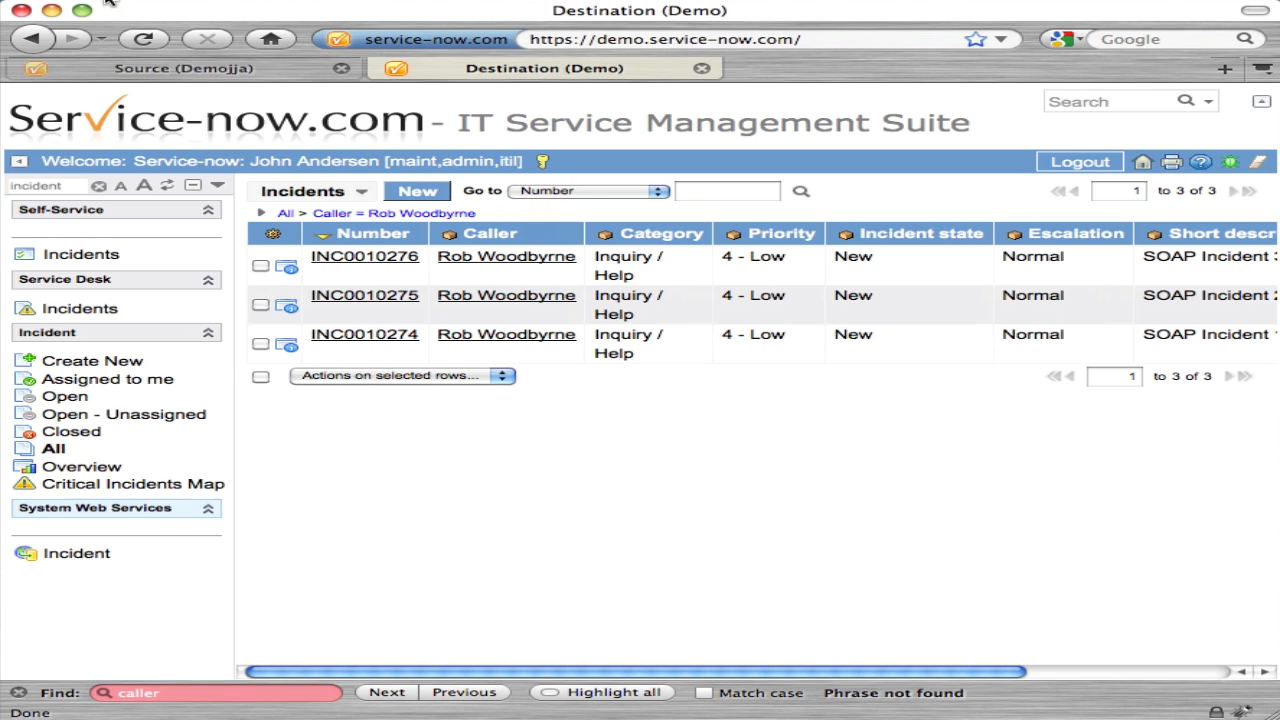 Destination (Demo)
service-now.com https://demo.service-now.com/ Google
Source (Demojja) Destination (Demo)
Service-now.com - IT Service Management Suite Search
Welcome: Service-now: John Andersen [maint,admin,itil] Logout
incident A A
Incidents New Go to Number 1 to 3 of 3
Self-Service
All > Caller = Rob Woodbyrne
Number Caller Category Priority Incident state Escalation Short descr
INC0010276 Rob Woodbyrne Inquiry / Help 4 - Low New Normal SOAP Incident
INC0010275 Rob Woodbyrne Inquiry / Help 4 - Low New Normal SOAP Incident
INC0010274 Rob Woodbyrne Inquiry / Help 4 - Low New Normal SOAP Incident
Actions on selected rows... 1 to 3 of 3
Incidents
Service Desk
Incidents
Incident
Create New
Assigned to me
Open
Open - Unassigned
Closed
All
Overview
Critical Incidents Map
System Web Services
Incident
Find: caller Next Previous Highlight all Match case Phrase not found
Done